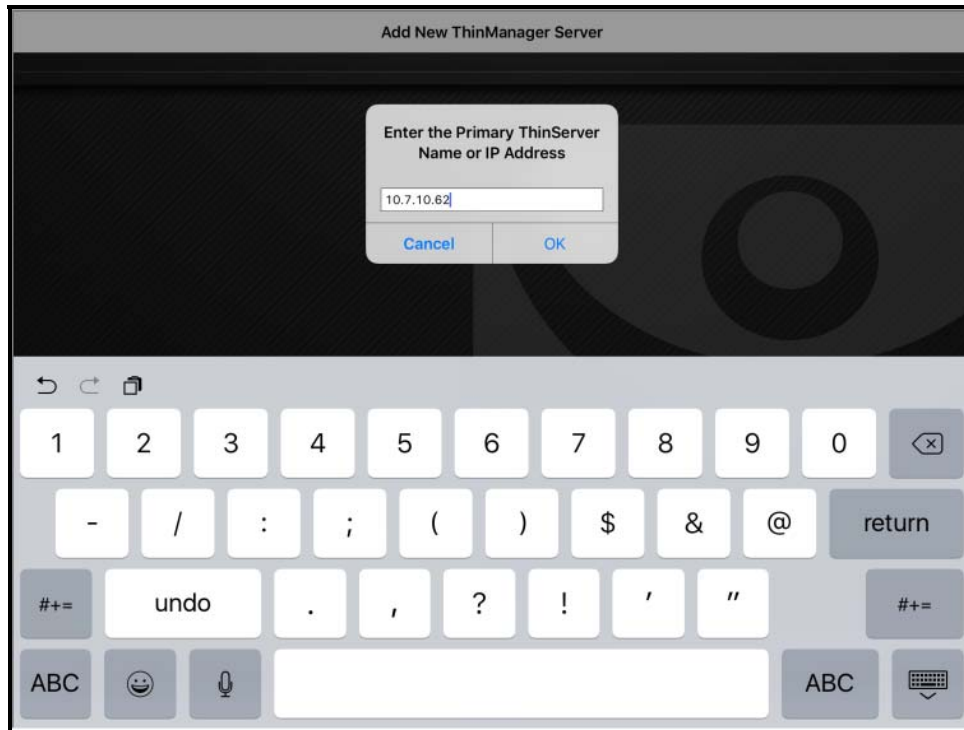 Add New ThinManager Server
Enter the Primary ThinServer
Name or IP Address
10.7.10.62
Cancel OK
1 2 3 4 5 6 7 8 9 0
- / : ; ( ) $ & @ return
#+= undo . , ? ! ' " #+=
ABC ABC